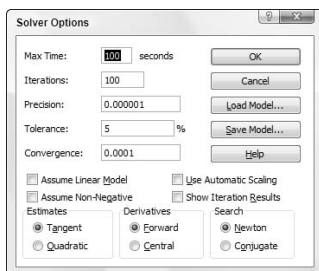 Solver Options
Max Time: 100 seconds OK
Iterations: 100 Cancel
Precision: 0.000001 Load Model...
Tolerance: 5 % Save Model...
Convergence: 0.0001 Help
Assume Linear Model Use Automatic Scaling
Assume Non-Negative Show Iteration Results
Estimates Derivatives Search
Tangent Forward Newton
Quadratic Central Conjugate